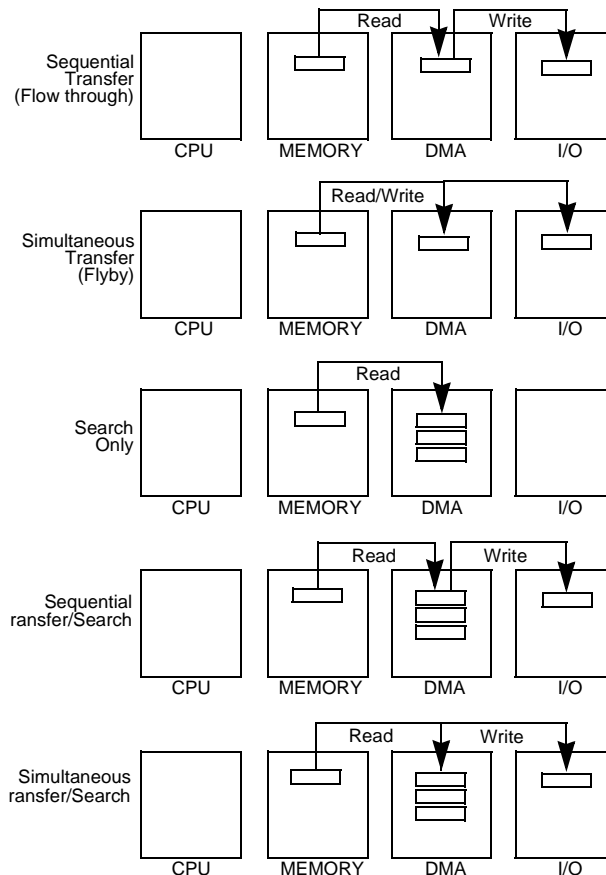 Read Write
Sequential
Transfer
(Flow through)
CPU MEMORY DMA I/O
Read/Write
Simultaneous
Transfer
(Flyby)
CPU MEMORY DMA I/O
Read
Search
Only
CPU MEMORY DMA I/O
Read Write
Sequential
ransfer/Search
CPU MEMORY DMA I/O
Read Write
Simultaneous
ransfer/Search
CPU MEMORY DMA I/O